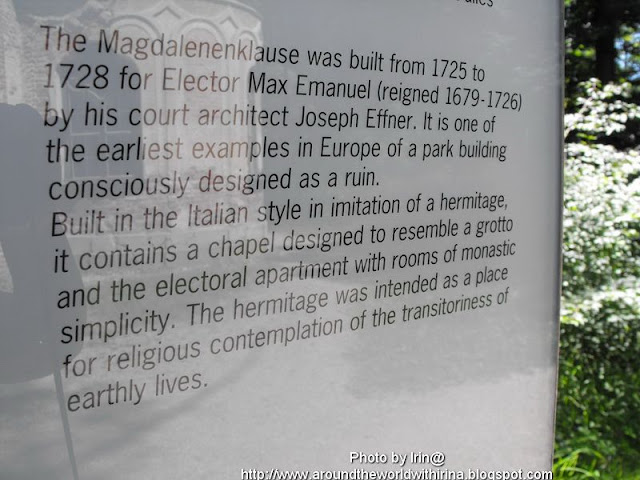 The Magdalenenklause was built from 1725 to
1728 for Elector Max Emanuel (reigned 1679-1726)
by his court architect Joseph Effner. It is one of
the earliest examples in Europe of a park building
consciously designed as a ruin.
Built in the Italian style in imitation of a hermitage,
it contains a chapel designed to resemble a grotto
and the electoral apartment with rooms of monastic
simplicity. The hermitage was intended as a place
for religious contemplation of the transitoriness of
earthly lives.
Photo by Irin@
http://www.aroundtheworldwithirina.blogspot.com